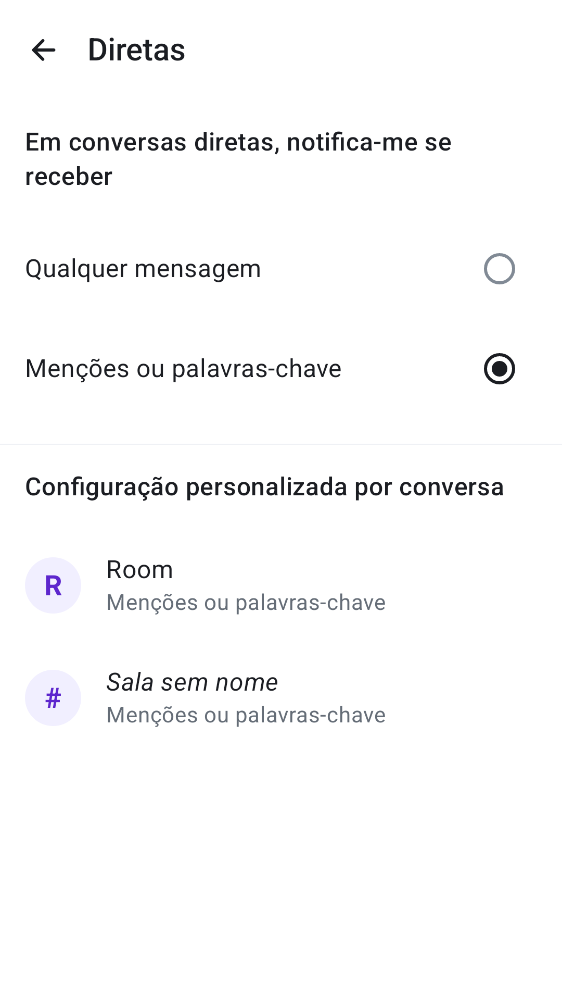 Diretas
Em conversas diretas, notifica-me se
receber
Qualquer mensagem
Menções ou palavras-chave
Configuração personalizada por conversa
R
Room
Menções ou palavras-chave
#
Sala sem nome
Menções ou palavras-chave